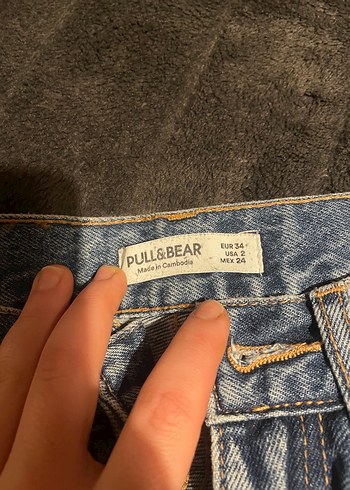 PULL&BEAR
Made in Cambodia
EUR 34
USA 2
MEX 24